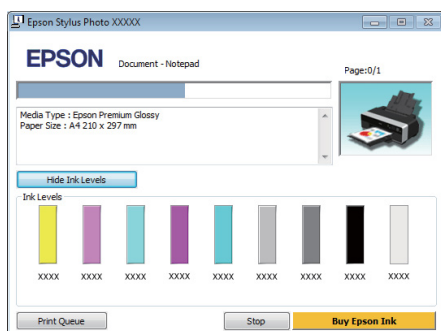 Epson Stylus Photo XXXXX
EPSON
Document - Notepad
Page:0/1
Media Type : Epson Premium Glossy
Paper Size : A4 210 x 297 mm
Hide Ink Levels
Ink Levels
XXXX XXXX XXXX XXXX XXXX XXXX XXXX XXXX XXXX
Print Queue Stop Buy Epson Ink